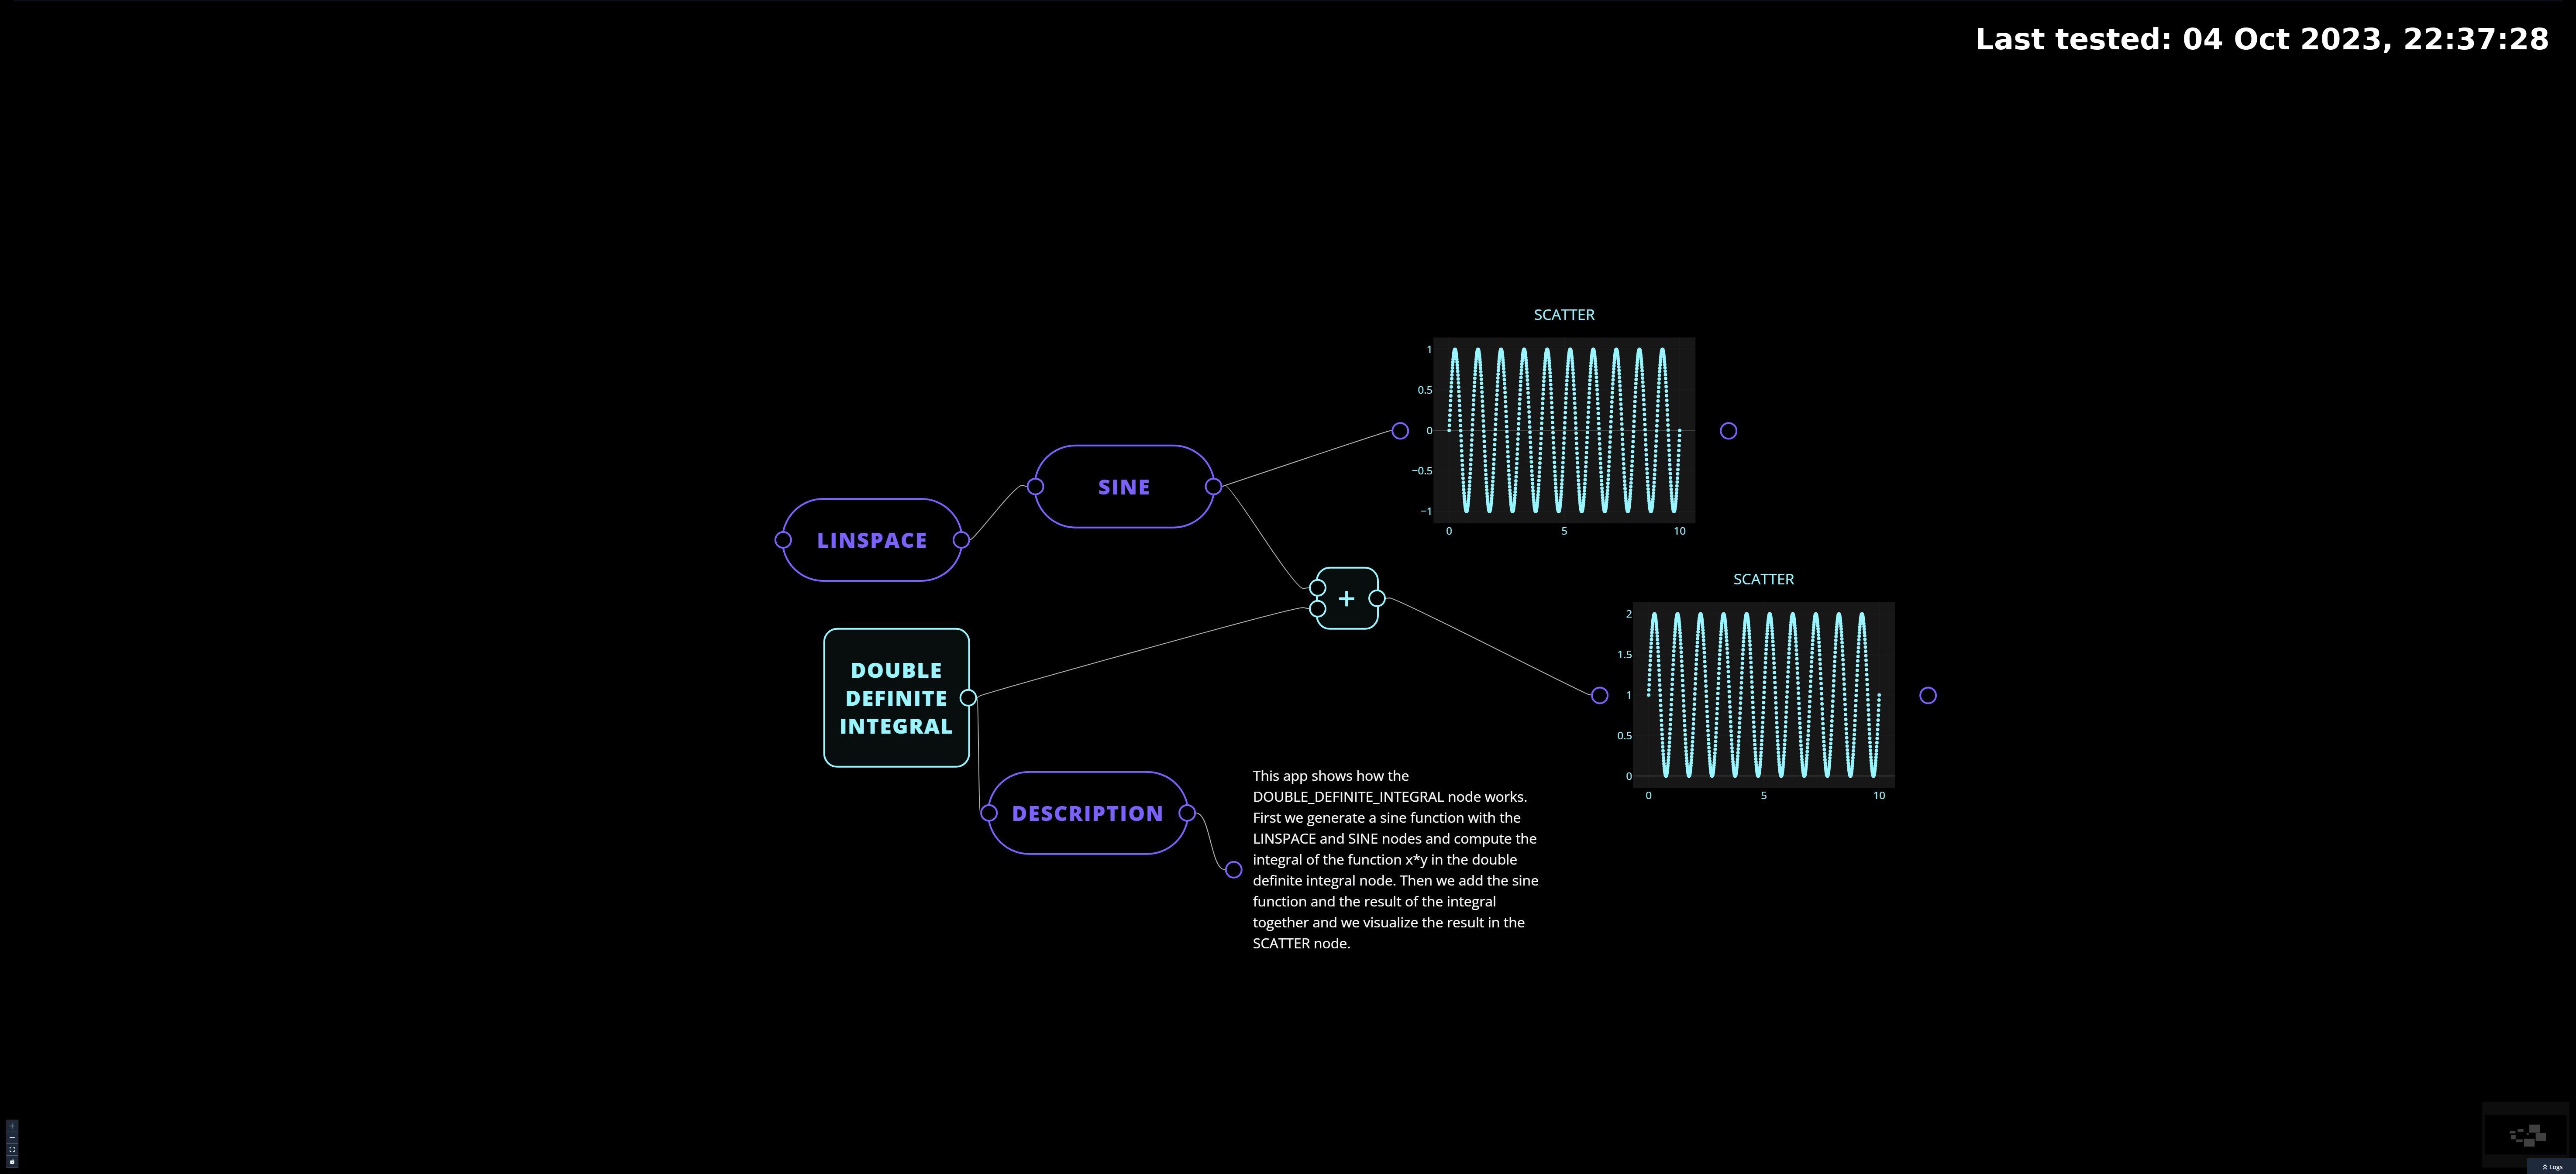 Last tested: 04 Oct 2023, 22:37:28
SCATTER
1
0.5
0
−0.5
−1
0
5
10
SINE
LINSPACE
+
SCATTER
2
1.5
1
0.5
0
0
5
10
DOUBLE
DEFINITE
INTEGRAL
DESCRIPTION
This app shows how the
DOUBLE_DEFINITE_INTEGRAL node works.
First we generate a sine function with the
LINSPACE and SINE nodes and compute the
integral of the function x*y in the double
definite integral node. Then we add the sine
function and the result of the integral
together and we visualize the result in the
SCATTER node.
Logs